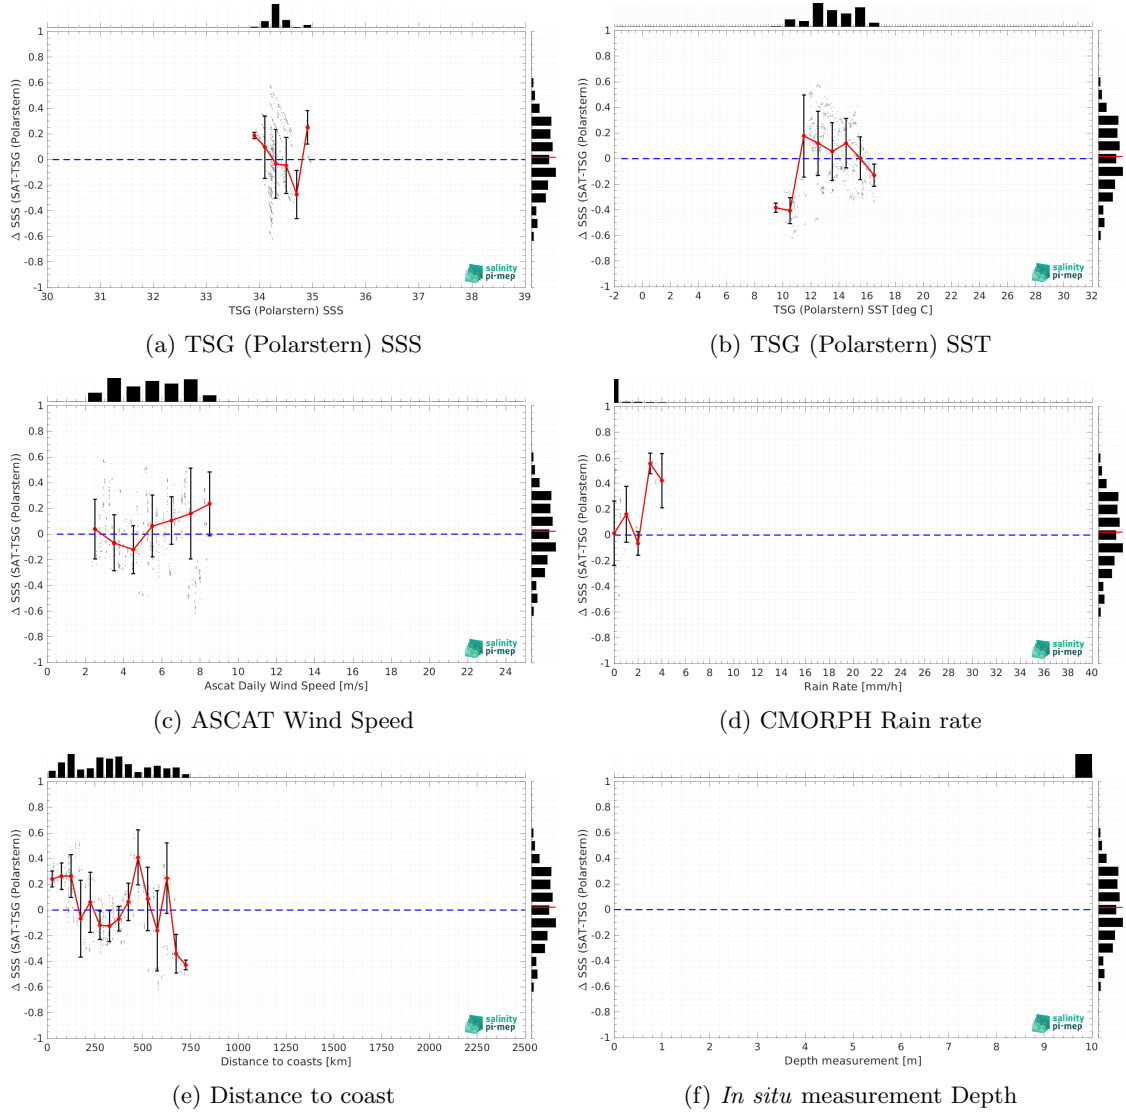 1
0.8
0.6
0.4
0.2
0
-0.2
-0.4
-0.6
-0.8
-1
Δ SSS (SAT-TSG (Polarstern))
salinity
pi-mep
30 31 32 33 34 35 36 37 38 39
TSG (Polarstern) SSS
(a) TSG (Polarstern) SSS
1
0.8
0.6
0.4
0.2
0
-0.2
-0.4
-0.6
-0.8
-1
Δ SSS (SAT-TSG (Polarstern))
salinity
pi-mep
-2 0 2 4 6 8 10 12 14 16 18 20 22 24 26 28 30 32
TSG (Polarstern) SST [deg C]
(b) TSG (Polarstern) SST
1
0.8
0.6
0.4
0.2
0
-0.2
-0.4
-0.6
-0.8
-1
Δ SSS (SAT-TSG (Polarstern))
salinity
pi-mep
0 2 4 6 8 10 12 14 16 18 20 22 24
Ascat Daily Wind Speed [m/s]
(c) ASCAT Wind Speed
1
0.8
0.6
0.4
0.2
0
-0.2
-0.4
-0.6
-0.8
-1
Δ SSS (SAT-TSG (Polarstern))
salinity
pi-mep
0 2 4 6 8 10 12 14 16 18 20 22 24 26 28 30 32 34 36 38 40
Rain Rate [mm/h]
(d) CMORPH Rain rate
1
0.8
0.6
0.4
0.2
0
-0.2
-0.4
-0.6
-0.8
-1
Δ SSS (SAT-TSG (Polarstern))
salinity
pi-mep
0 250 500 750 1000 1250 1500 1750 2000 2250 2500
Distance to coasts [km]
(e) Distance to coast
1
0.8
0.6
0.4
0.2
0
-0.2
-0.4
-0.6
-0.8
-1
Δ SSS (SAT-TSG (Polarstern))
salinity
pi-mep
0 1 2 3 4 5 6 7 8 9 10
Depth measurement [m]
(f) In situ measurement Depth